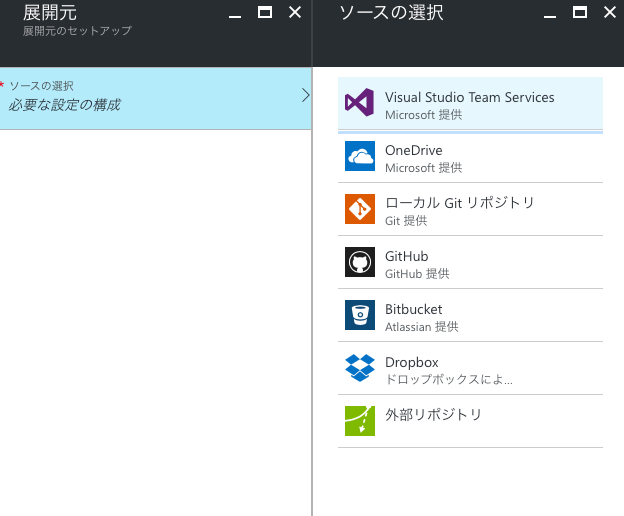 展開元
展開元のセットアップ
* ソースの選択
必要な設定の構成
ソースの選択
Visual Studio Team Services
Microsoft 提供
OneDrive
Microsoft 提供
ローカル Git リポジトリ
Git 提供
GitHub
GitHub 提供
Bitbucket
Atlassian 提供
Dropbox
ドロップボックスによ...
外部リポジトリ